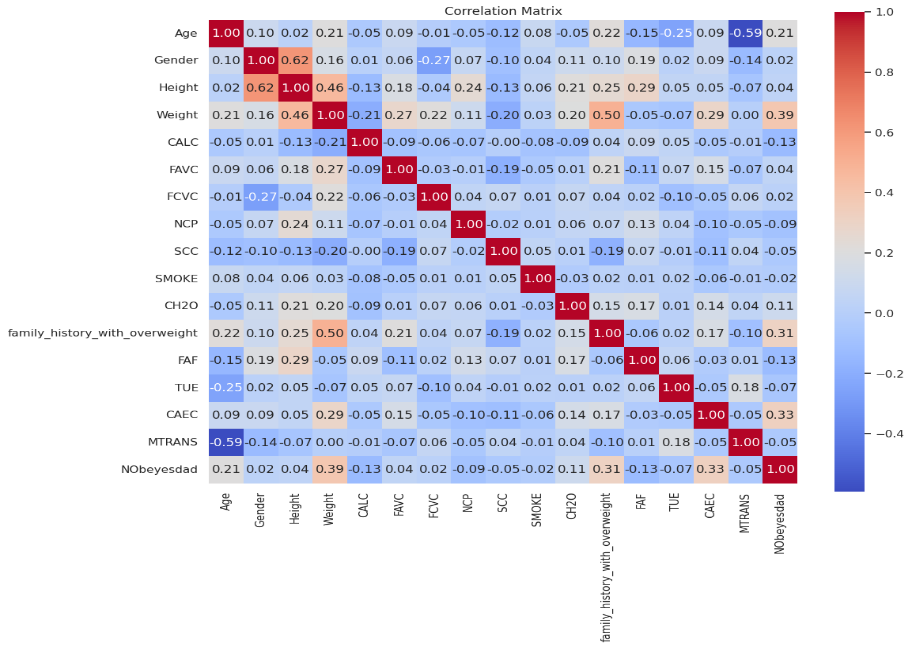 Correlation Matrix
Age 1.00 0.10 0.02 0.21 -0.05 0.09 -0.01 -0.05 -0.12 0.08 -0.05 0.22 -0.15 -0.25 0.09 -0.59 0.21
Gender 0.10 1.00 0.62 0.16 0.01 0.06 -0.27 0.07 -0.10 0.04 0.11 0.10 0.19 0.02 0.09 -0.14 0.02
Height 0.02 0.62 1.00 0.46 -0.13 0.18 -0.04 0.24 -0.13 0.06 0.21 0.25 0.29 0.05 0.05 -0.07 0.04
Weight 0.21 0.16 0.46 1.00 -0.21 0.27 0.22 0.11 -0.20 0.03 0.20 0.50 -0.05 -0.07 0.29 0.00 0.39
CALC -0.05 0.01 -0.13 -0.21 1.00 -0.09 -0.06 -0.07 -0.00 -0.08 -0.09 0.04 0.09 0.05 -0.05 -0.01 -0.13
FAVC 0.09 0.06 0.18 0.27 -0.09 1.00 -0.03 -0.01 -0.19 -0.05 0.01 0.21 -0.11 0.07 0.15 -0.07 0.04
FCVC -0.01 -0.27 -0.04 0.22 -0.06 -0.03 1.00 0.04 0.07 0.01 0.07 0.04 0.02 -0.10 -0.05 0.06 0.02
NCP -0.05 0.07 0.24 0.11 -0.07 -0.01 0.04 1.00 -0.02 0.01 0.06 0.07 0.13 0.04 -0.10 -0.05 -0.09
SCC -0.12 -0.10 -0.13 -0.20 -0.00 -0.19 0.07 -0.02 1.00 0.05 0.01 -0.19 0.07 -0.01 -0.11 0.04 -0.05
SMOKE 0.08 0.04 0.06 0.03 -0.08 -0.05 0.01 0.01 0.05 1.00 -0.03 0.02 0.01 0.02 -0.06 -0.01 -0.02
CH2O -0.05 0.11 0.21 0.20 -0.09 0.01 0.07 0.06 0.01 -0.03 1.00 0.15 0.17 0.01 0.14 0.04 0.11
family_history_with_overweight 0.22 0.10 0.25 0.50 0.04 0.21 0.04 0.07 -0.19 0.02 0.15 1.00 -0.06 0.02 0.17 -0.10 0.31
FAF -0.15 0.19 0.29 -0.05 0.09 -0.11 0.02 0.13 0.07 0.01 0.17 -0.06 1.00 0.06 -0.03 0.01 -0.13
TUE -0.25 0.02 0.05 -0.07 0.05 0.07 -0.10 0.04 -0.01 0.02 0.01 0.02 0.06 1.00 -0.05 0.18 -0.07
CAEC 0.09 0.09 0.05 0.29 -0.05 0.15 -0.05 -0.10 -0.11 -0.06 0.14 0.17 -0.03 -0.05 1.00 -0.05 0.33
MTRANS -0.59 -0.14 -0.07 0.00 -0.01 -0.07 0.06 -0.05 0.04 -0.01 0.04 -0.10 0.01 0.18 -0.05 1.00 -0.05
NObeyesdad 0.21 0.02 0.04 0.39 -0.13 0.04 0.02 -0.09 -0.05 -0.02 0.11 0.31 -0.13 -0.07 0.33 -0.05 1.00
Age Gender Height Weight CALC FAVC FCVC NCP SCC SMOKE CH2O family_history_with_overweight FAF TUE CAEC MTRANS NObeyesdad
1.0
0.8
0.6
0.4
0.2
0.0
−0.2
−0.4